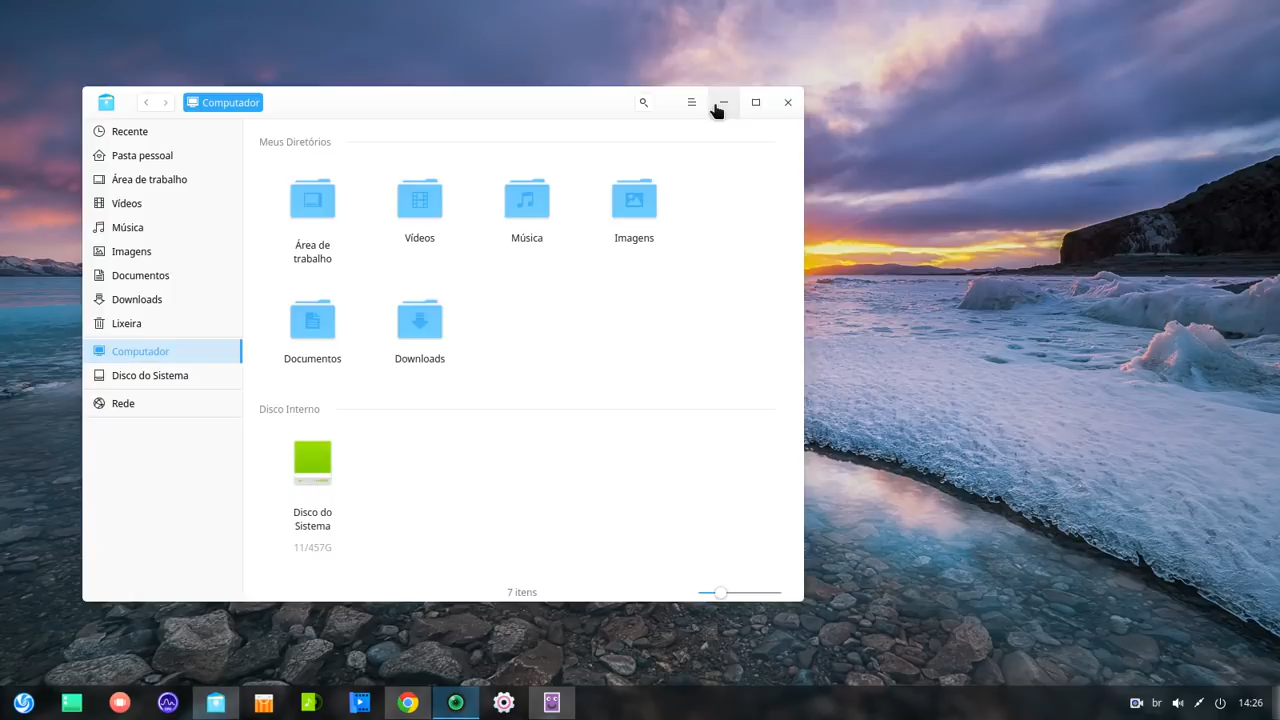 Computador
Recente
Pasta pessoal
Área de trabalho
Vídeos
Música
Imagens
Documentos
Downloads
Lixeira
Computador
Disco do Sistema
Rede
Meus Diretórios
Área de
trabalho
Vídeos
Música
Imagens
Documentos
Downloads
Disco Interno
Disco do
Sistema
11/457G
7 itens
br
14:26